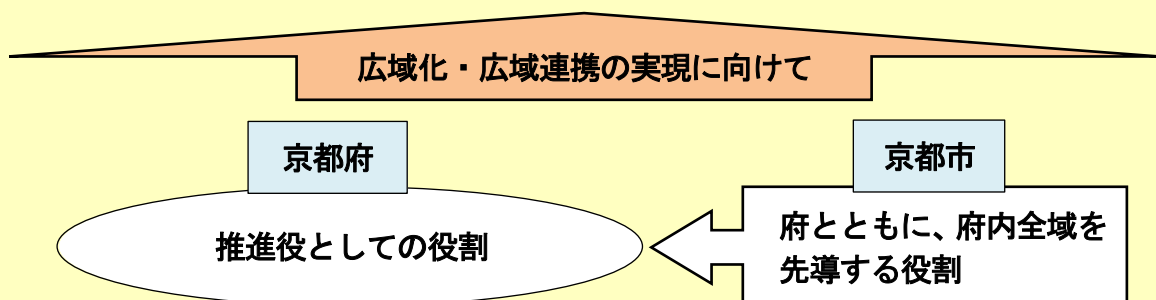 広域化・広域連携の実現に向けて
京都府
京都市
推進役としての役割
府とともに、府内全域を
先導する役割